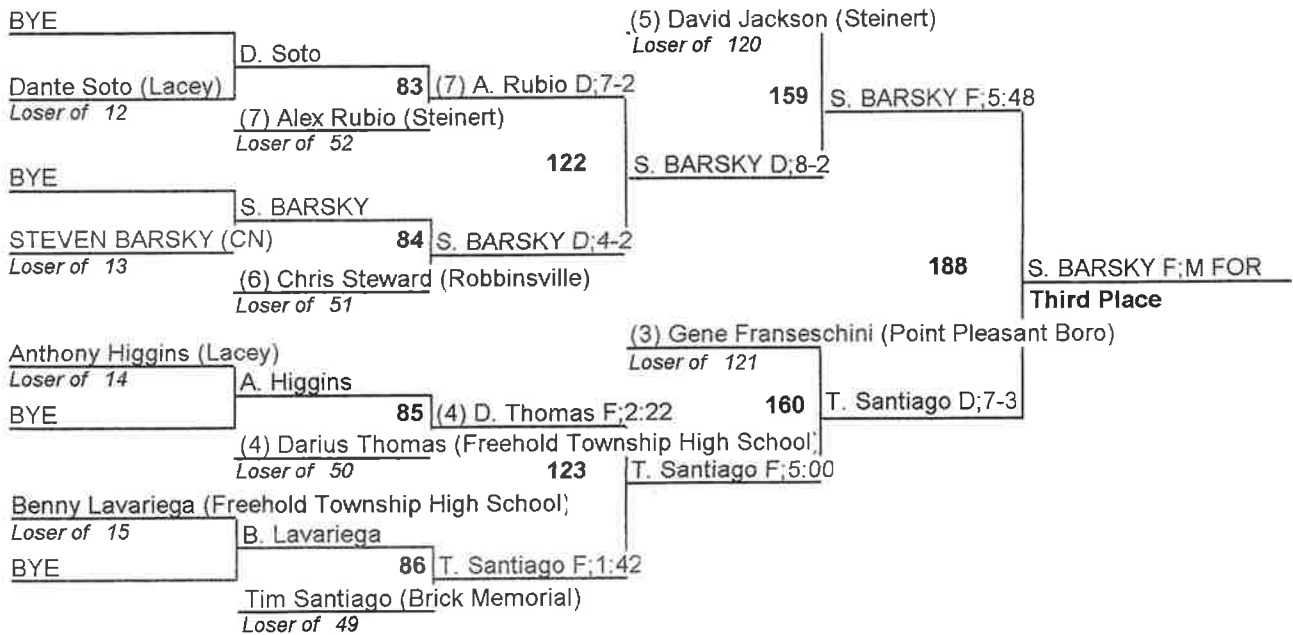 BYE
(5) David Jackson (Steinert)
Loser of 120
D. Soto
Dante Soto (Lacey)
Loser of 12
83
(7) A. Rubio D;7-2
159
S. BARSKY F;5:48
(7) Alex Rubio (Steinert)
Loser of 52
122
S. BARSKY D;8-2
BYE
S. BARSKY
STEVEN BARSKY (CN)
Loser of 13
84
S. BARSKY D;4-2
188
S. BARSKY F;M FOR
Third Place
(6) Chris Steward (Robbinsville)
Loser of 51
(3) Gene Franseschini (Point Pleasant Boro)
Loser of 121
Anthony Higgins (Lacey)
Loser of 14
A. Higgins
BYE
85
(4) D. Thomas F;2:22
160
T. Santiago D;7-3
(4) Darius Thomas (Freehold Township High School)
Loser of 50
123
T. Santiago F;5:00
Benny Lavariega (Freehold Township High School)
Loser of 15
B. Lavariega
BYE
86
T. Santiago F;1:42
Tim Santiago (Brick Memorial)
Loser of 49